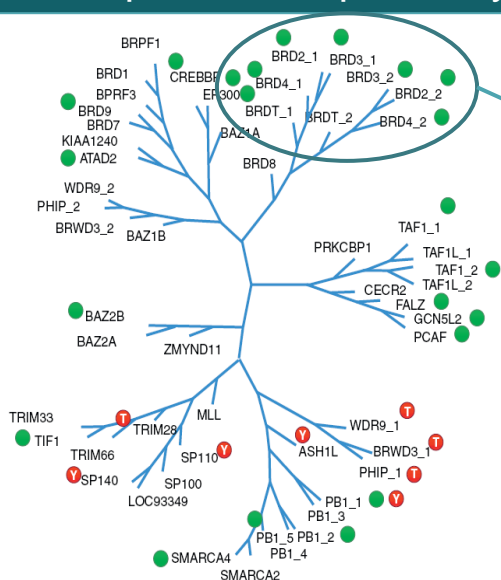 BRPF1
BRD2_1
BRD3_1
BRD1
CREBBP
BRD4_1
BRD3_2
BPRF3
EP300
BRD2_2
BRD9
BRDT_1
BRDT_2
BRD4_2
BRD7
BAZ1A
KIAA1240
ATAD2
BRD8
WDR9_2
PHIP_2
BRWD3_2
BAZ1B
TAF1_1
PRKCBP1
TAF1L_1
TAF1_2
TAF1L_2
CECR2
FALZ
GCN5L2
PCAF
BAZ2B
BAZ2A
ZMYND11
TRIM33
T
MLL
T
TIF1
TRIM28
WDR9_1
Y
T
TRIM66
SP110
Y
ASH1L
BRWD3_1
Y
SP140
SP100
PHIP_1
T
LOC93349
PB1_1
Y
PB1_3
PB1_5
PB1_2
PB1_4
SMARCA4
SMARCA2